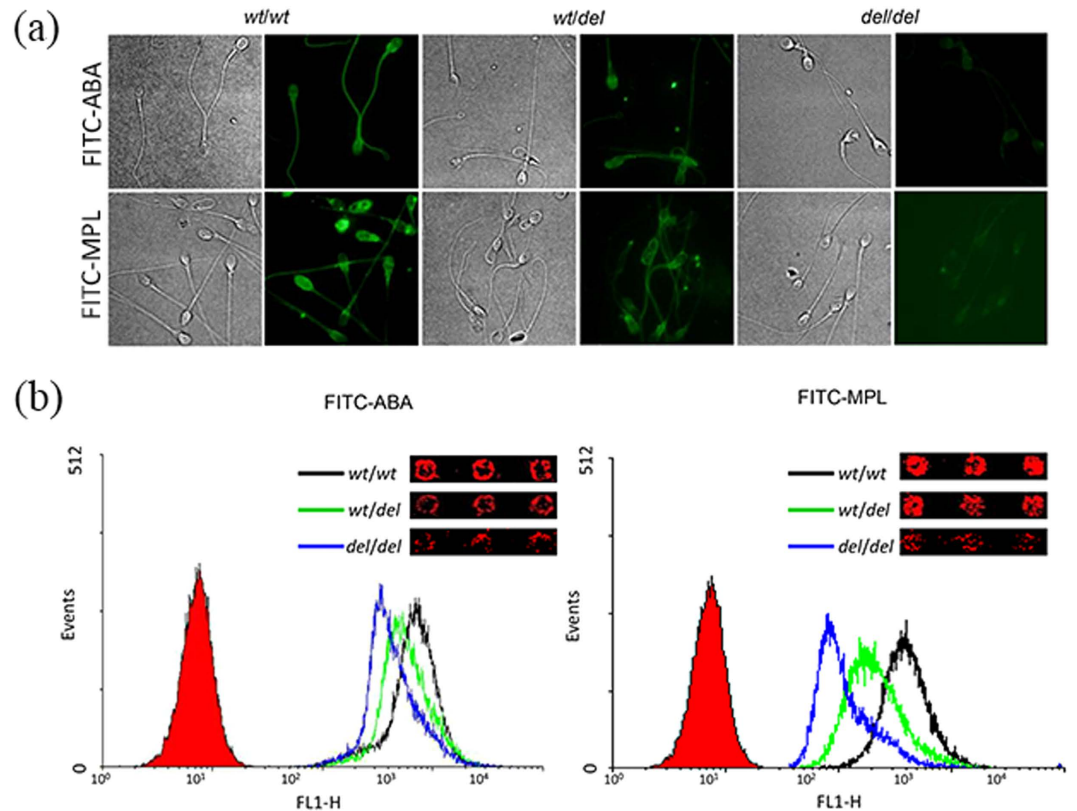 (a)
wt/wt wt/del del/del
FITC-ABA
FITC-MPL
(b)
FITC-ABA
512
Events
0
wt/wt
wt/del
del/del
10⁰ 10¹ 10² 10³ 10⁴
FL1-H
FITC-MPL
512
Events
0
wt/wt
wt/del
del/del
10⁰ 10¹ 10² 10³ 10⁴
FL1-H